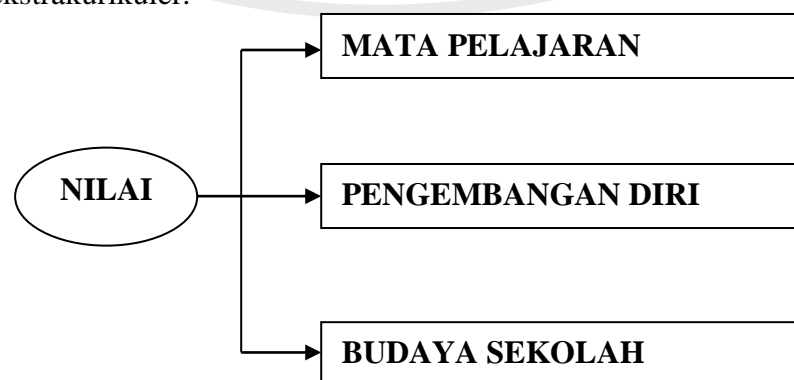 ekstrakurikuler.
MATA PELAJARAN
NILAI
PENGEMBANGAN DIRI
BUDAYA SEKOLAH